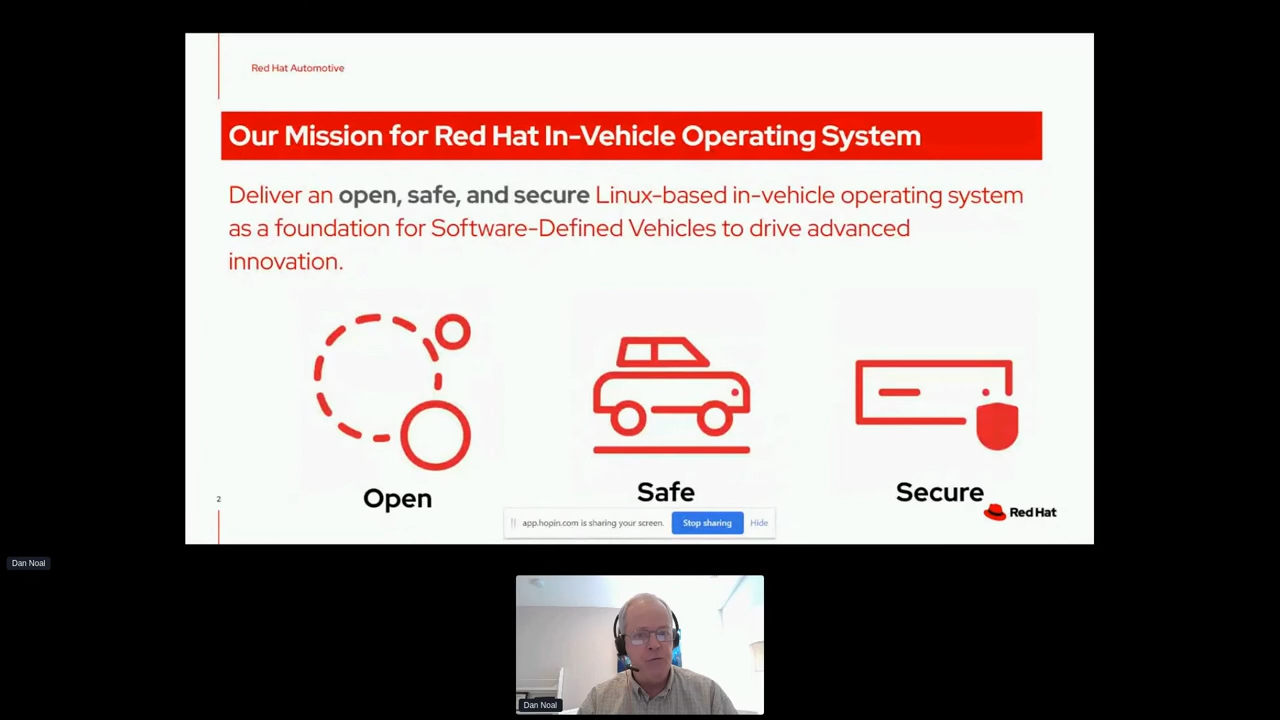 Red Hat Automotive
Our Mission for Red Hat In-Vehicle Operating System
Deliver an open, safe, and secure Linux-based in-vehicle operating system
as a foundation for Software-Defined Vehicles to drive advanced
innovation.
Open
Safe
Secure
2
Red Hat
app.hopin.com is sharing your screen.
Stop sharing
Hide
Dan Noal
Dan Noal